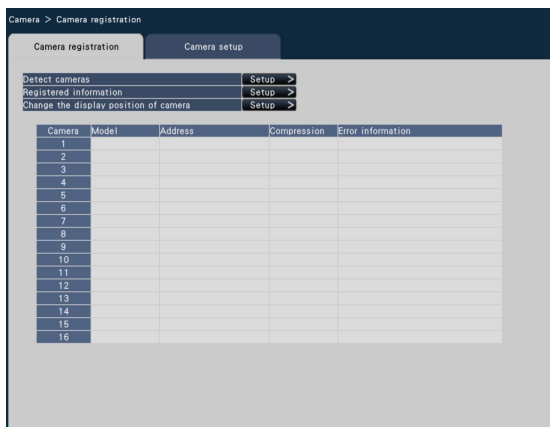 Camera > Camera registration
Camera registration Camera setup
Detect cameras Setup >
Registered information Setup >
Change the display position of camera Setup >
Camera Model Address Compression Error information
1
2
3
4
5
6
7
8
9
10
11
12
13
14
15
16